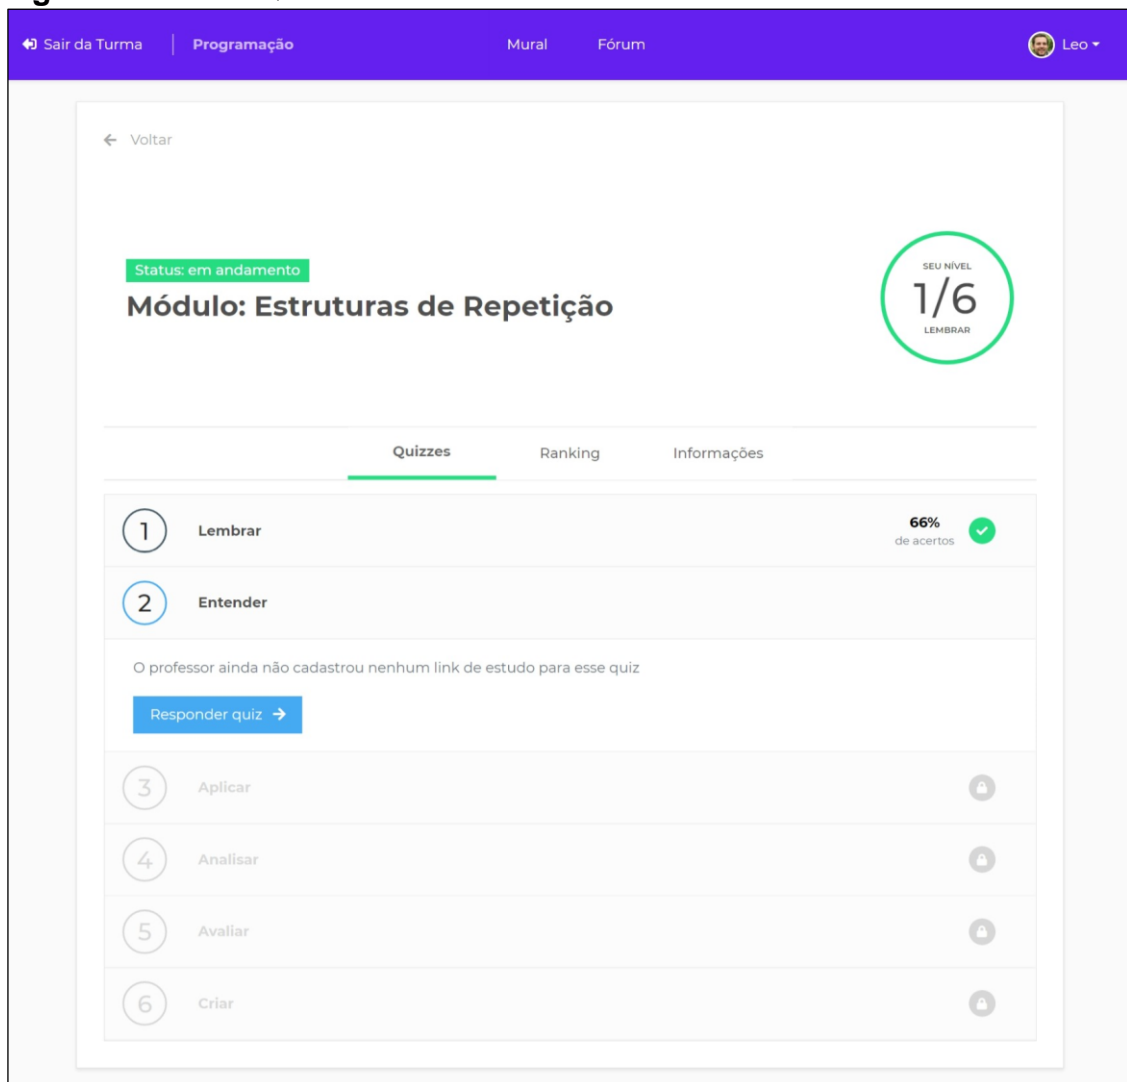 Sair da Turma | Programação Mural Fórum Leo
Voltar
Status: em andamento
Módulo: Estruturas de Repetição
SEU NÍVEL
1/6
LEMBRAR
Quizzes Ranking Informações
1 Lembrar 66%
de acertos
2 Entender
O professor ainda não cadastrou nenhum link de estudo para esse quiz
Responder quiz →
3 Aplicar
4 Analisar
5 Avaliar
6 Criar